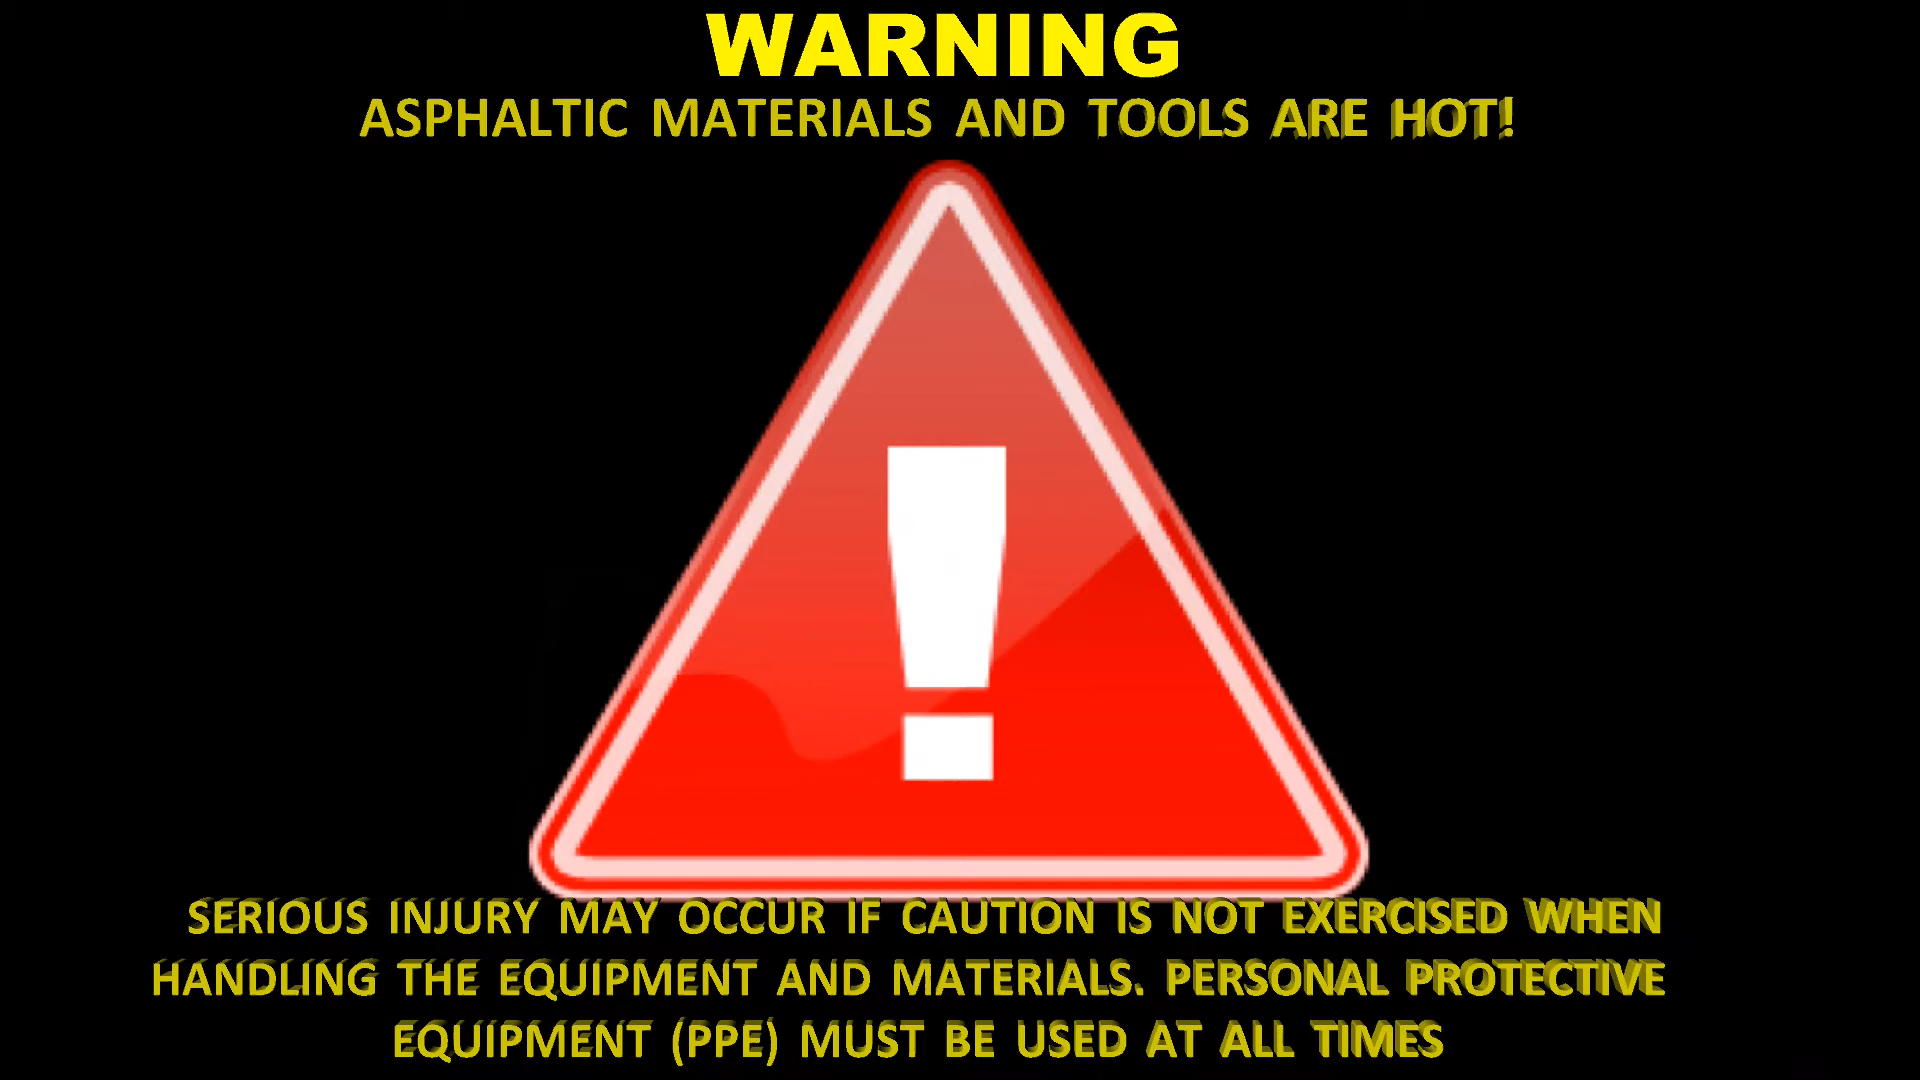 WARNING
ASPHALTIC MATERIALS AND TOOLS ARE HOT!
!
SERIOUS INJURY MAY OCCUR IF CAUTION IS NOT EXERCISED WHEN
HANDLING THE EQUIPMENT AND MATERIALS. PERSONAL PROTECTIVE
EQUIPMENT (PPE) MUST BE USED AT ALL TIMES